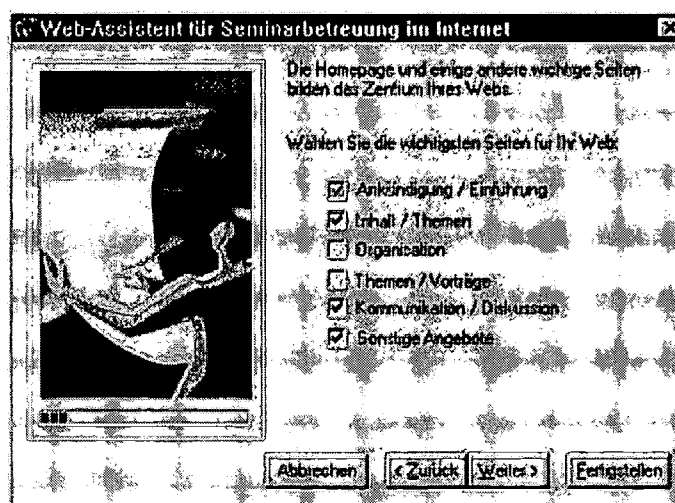 Web-Assistent für Seminarbetreuung im Internet
Die Homepage und einige andere wichtige Seiten
bilden das Zentrum Ihres Webs.
Wählen Sie die wichtigsten Seiten für Ihr Web:
Ankündigung / Einführung
Inhalt / Themen
Organisation
Themen / Vorträge
Kommunikation / Diskussion
Sonstige Angebote
Abbrechen < Zurück Weiter > Fertigstellen